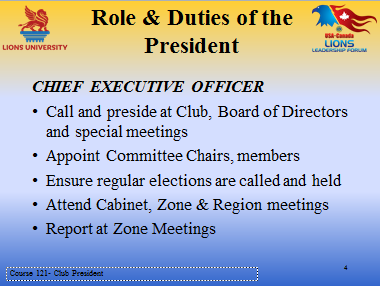 Role & Duties of the
President
LIONS UNIVERSITY
USA-Canada
LIONS
LEADERSHIP FORUM
CHIEF EXECUTIVE OFFICER
• Call and preside at Club, Board of Directors
and special meetings
• Appoint Committee Chairs, members
• Ensure regular elections are called and held
• Attend Cabinet, Zone & Region meetings
• Report at Zone Meetings
Course 121- Club President
4